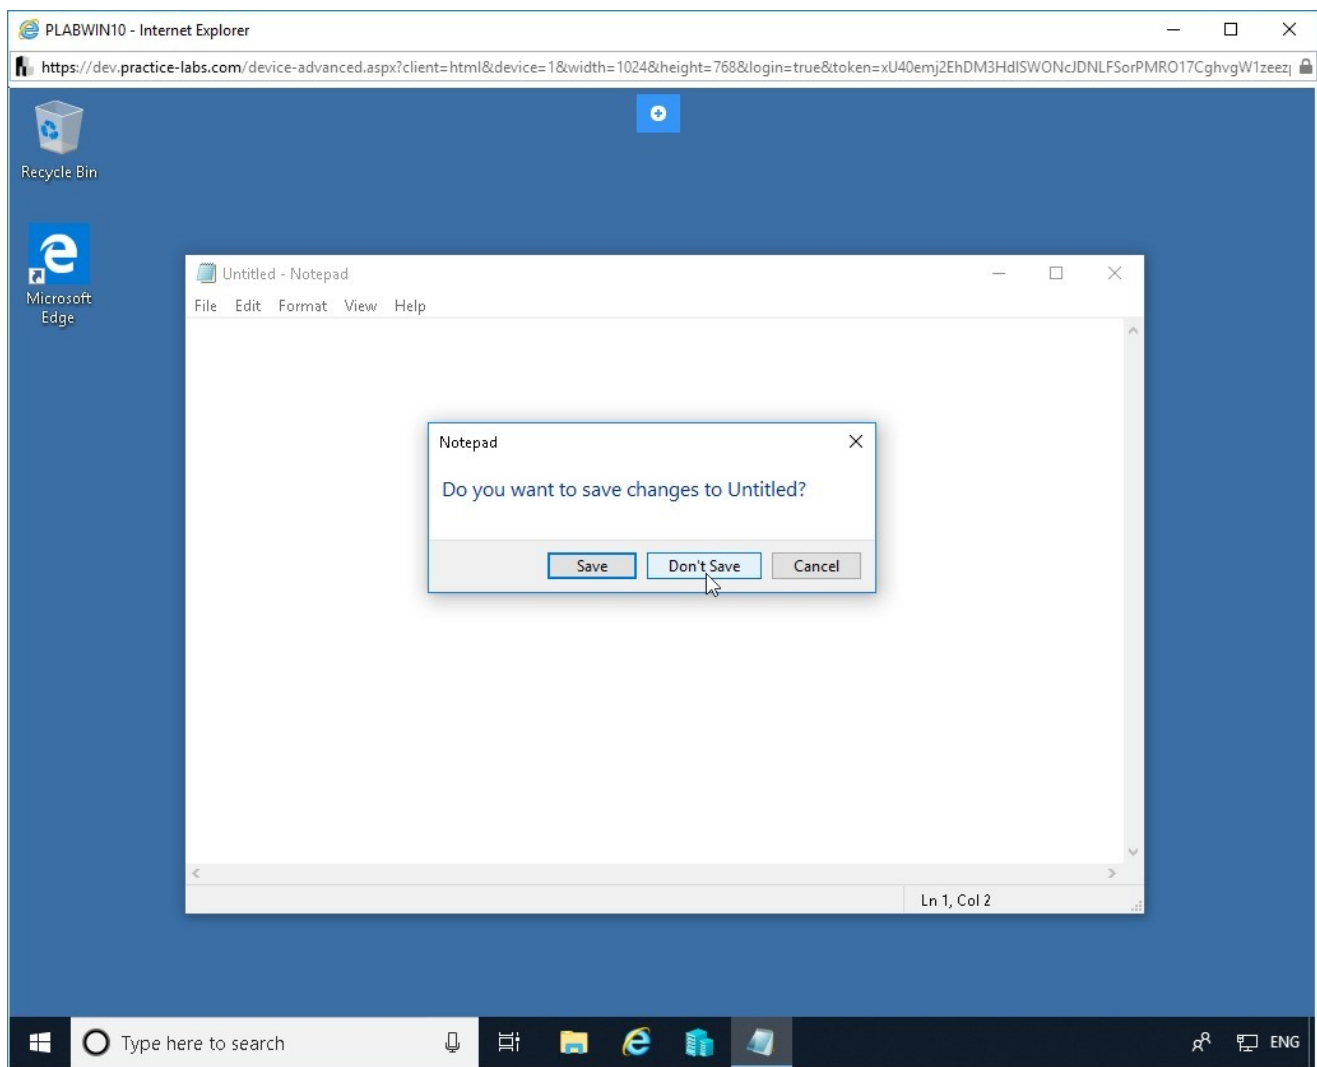 PLABWIN10 - Internet Explorer
https://dev.practice-labs.com/device-advanced.aspx?client=html&device=1&width=1024&height=768&login=true&token=xU40emj2EhDM3HdISWONcJDNLFSorPMRO17CghvgW1zeez
Recycle Bin
Microsoft
Edge
Untitled - Notepad
File Edit Format View Help
Notepad
Do you want to save changes to Untitled?
Save Don't Save Cancel
Ln 1, Col 2
Type here to search
ENG